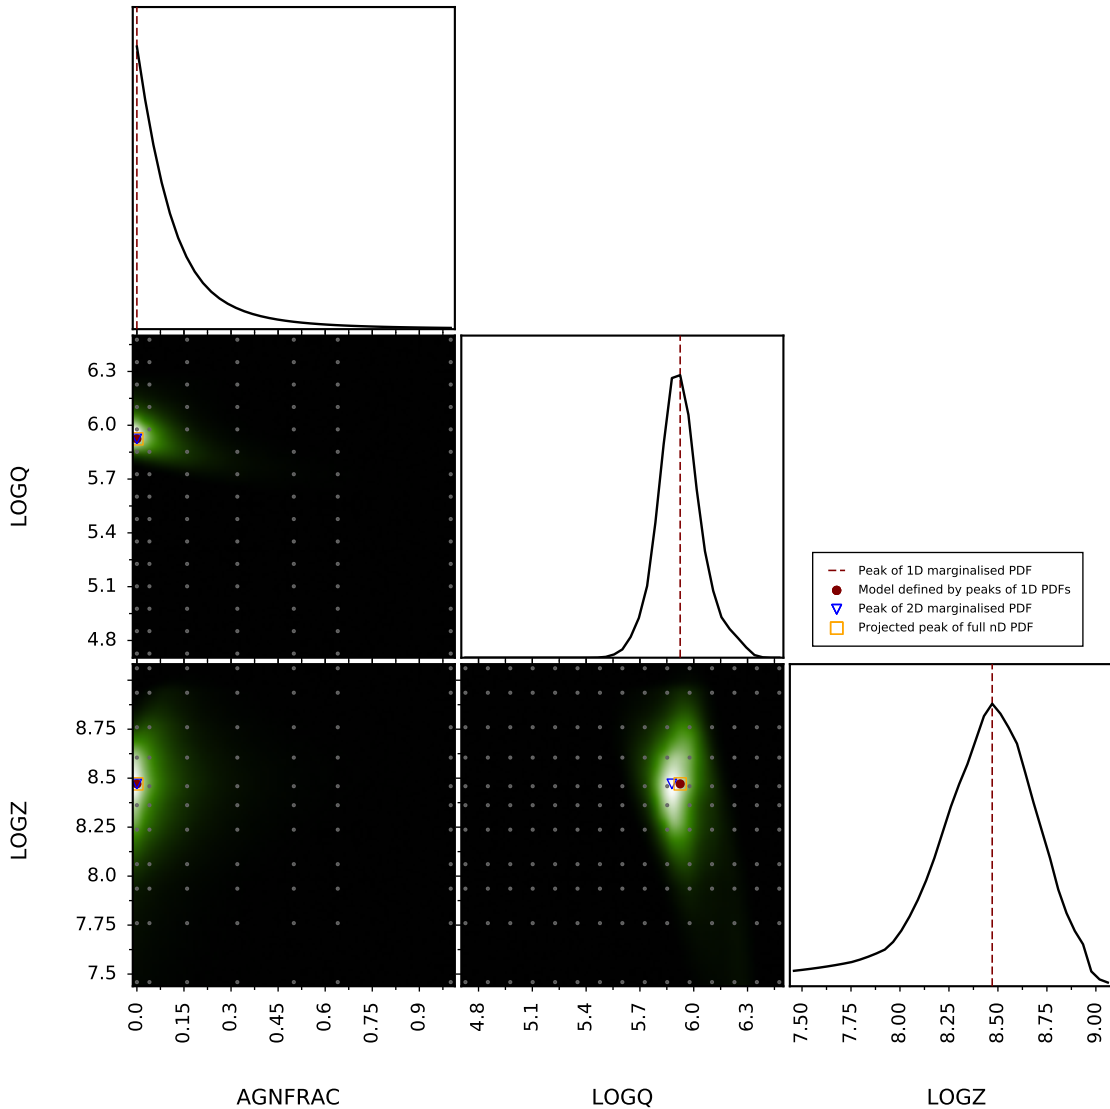 LOGQ
6.3
6.0
5.7
5.4
5.1
4.8
Peak of 1D marginalised PDF
Model defined by peaks of 1D PDFs
Peak of 2D marginalised PDF
Projected peak of full nD PDF
LOGZ
8.75
8.5
8.25
8.0
7.75
7.5
0.0 0.15 0.3 0.45 0.6 0.75 0.9
4.8 5.1 5.4 5.7 6.0 6.3
7.50 7.75 8.00 8.25 8.50 8.75 9.00
AGNFRAC LOGQ LOGZ